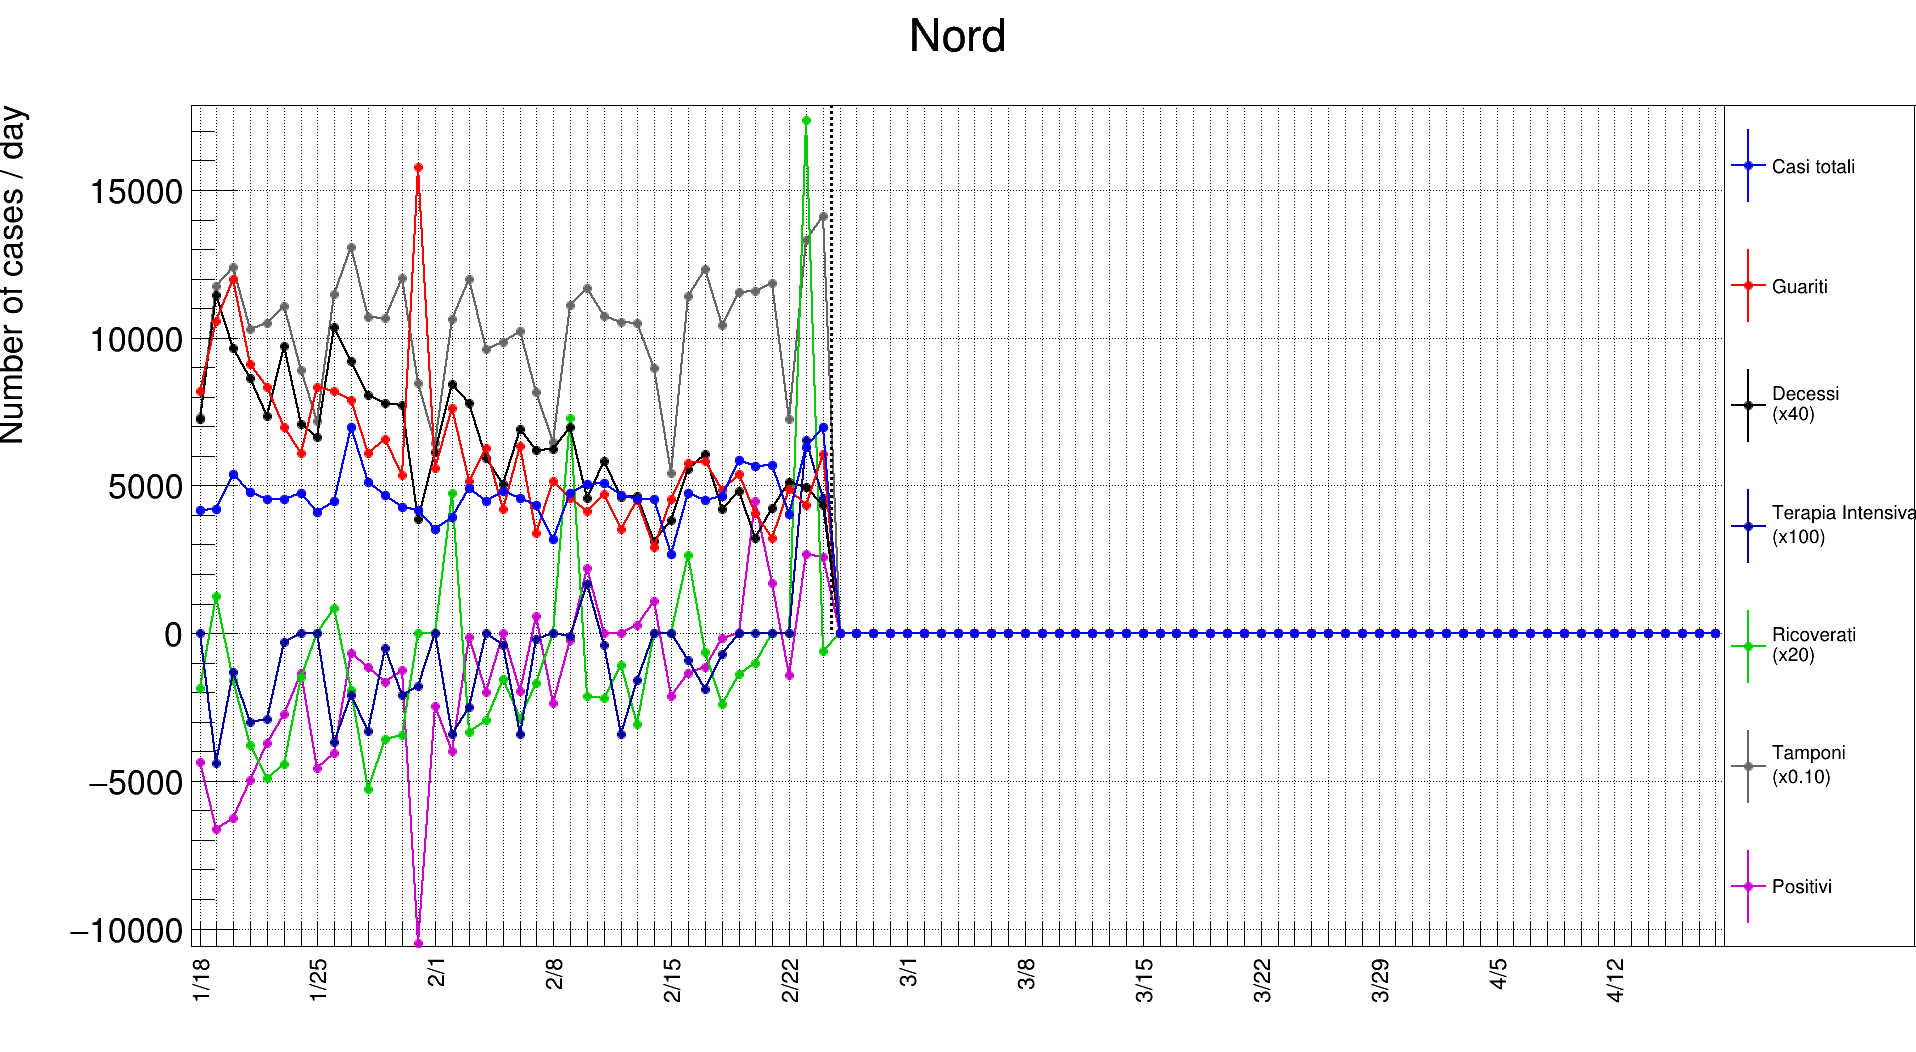 Nord
Number of cases / day
15000
10000
5000
0
−5000
−10000
1/18
1/25
2/1
2/8
2/15
2/22
3/1
3/8
3/15
3/22
3/29
4/5
4/12
Casi totali
Guariti
Decessi
(x40)
Terapia Intensiva
(x100)
Ricoverati
(x20)
Tamponi
(x0.10)
Positivi